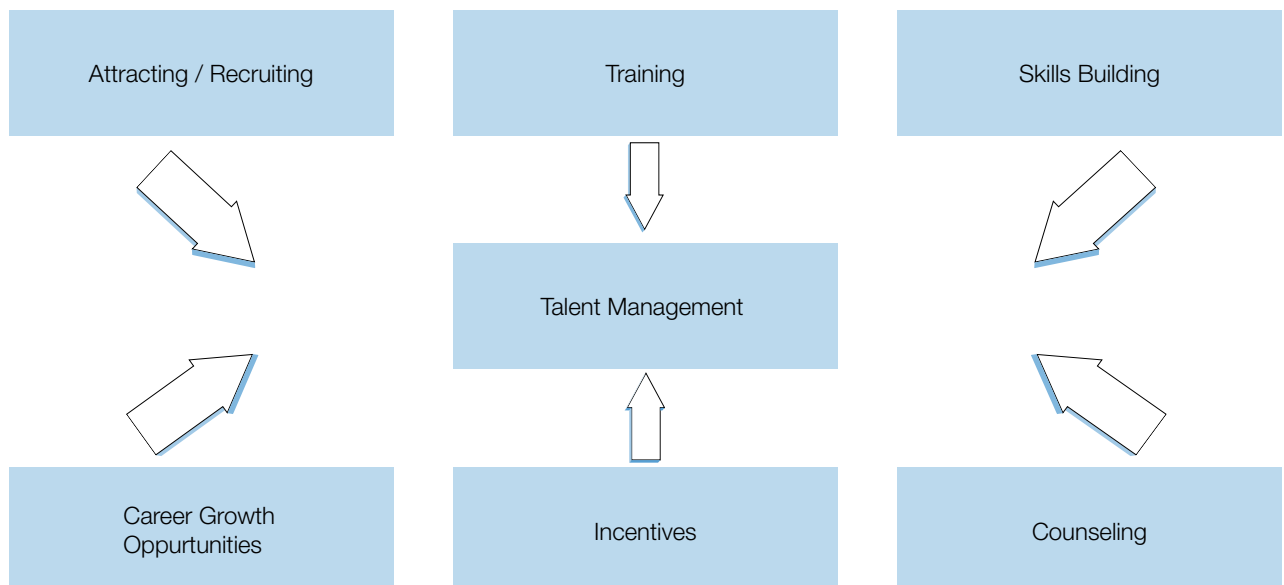 Attracting / Recruiting
Training
Skills Building
Talent Management
Career Growth
Oppurtunities
Incentives
Counseling